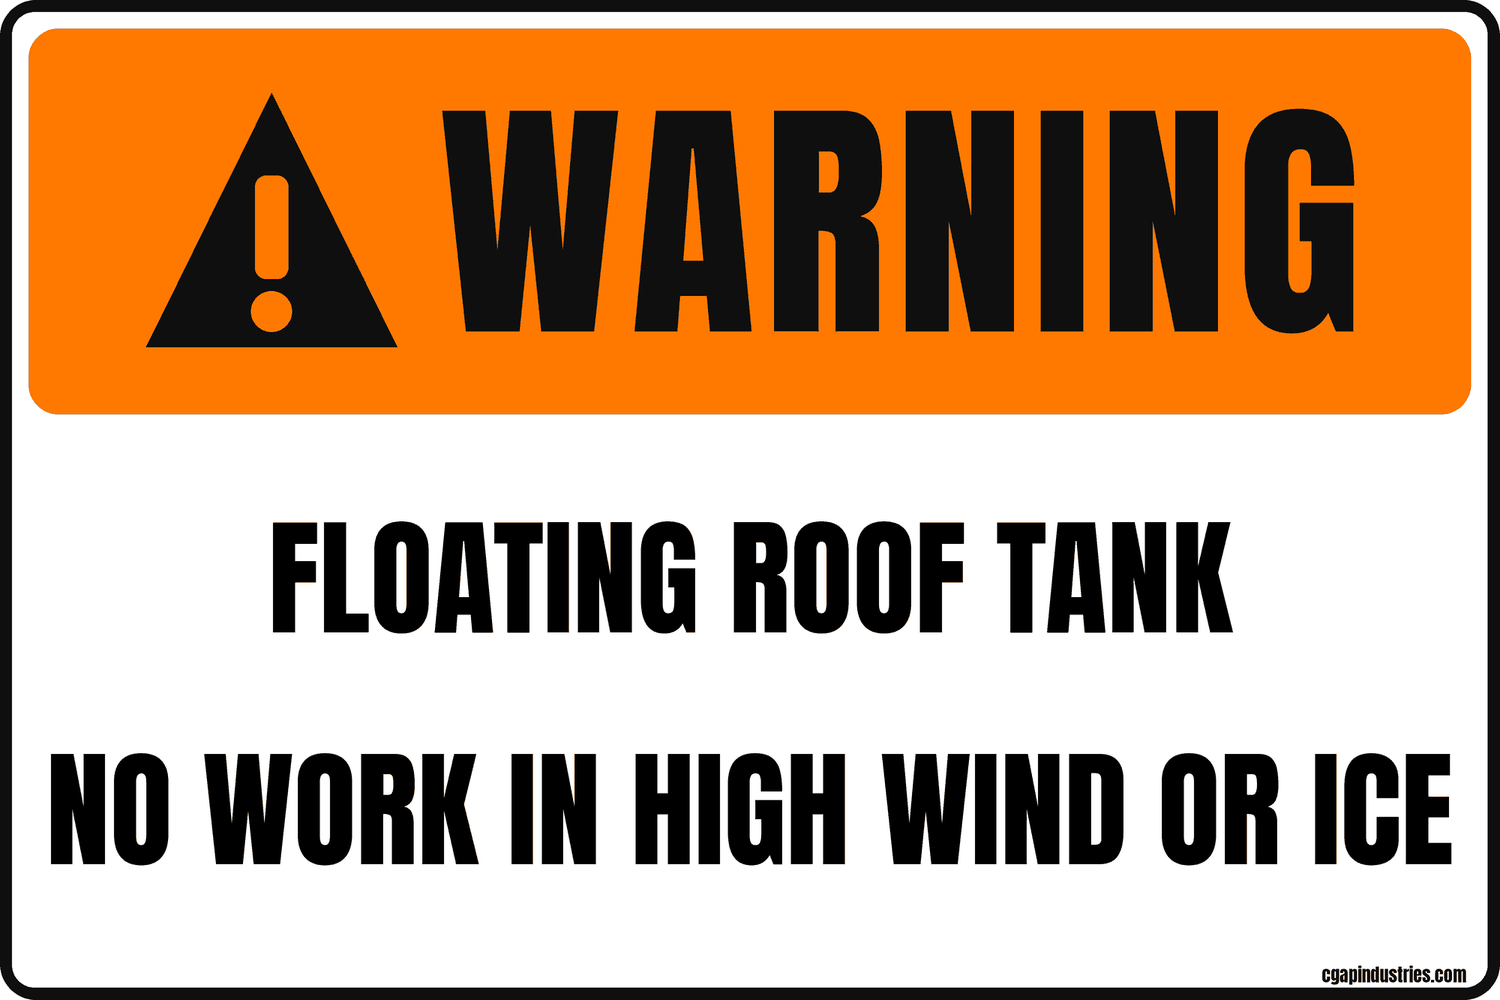 WARNING
FLOATING ROOF TANK
NO WORK IN HIGH WIND OR ICE
cgapindustries.com